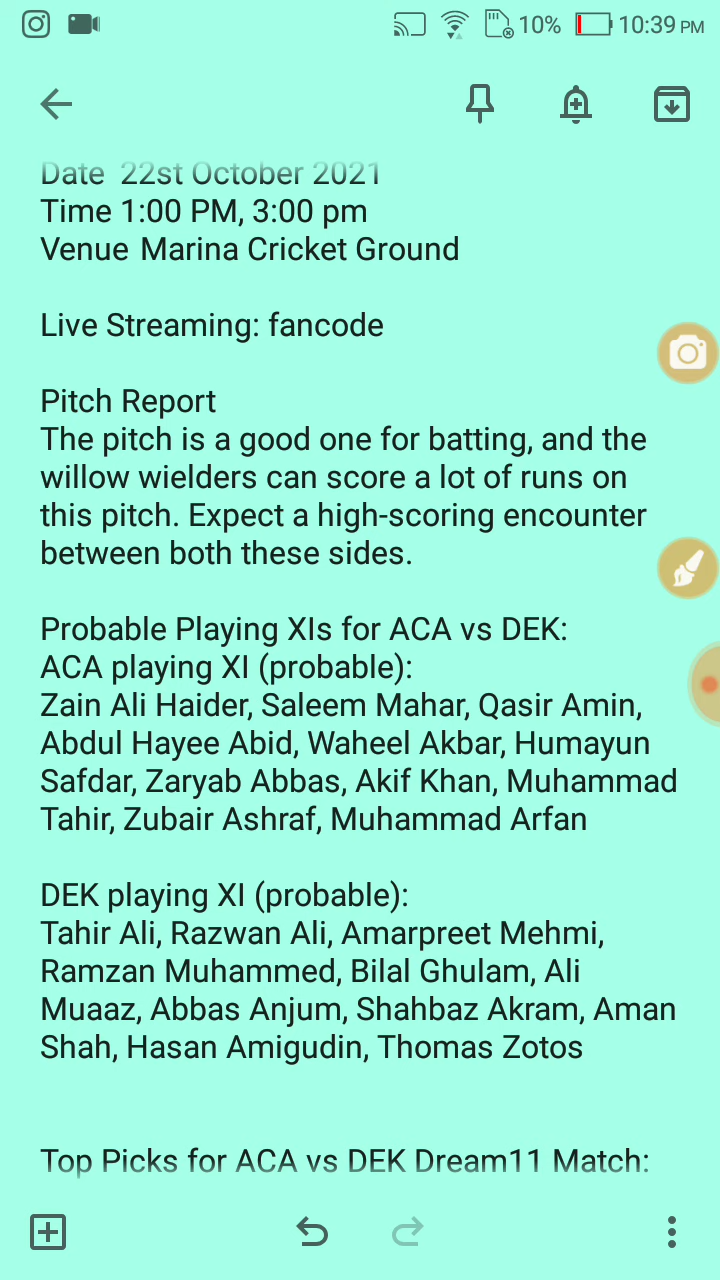 10% 10:39 PM
Date 22st October 2021
Time 1:00 PM, 3:00 pm
Venue Marina Cricket Ground
Live Streaming: fancode
Pitch Report
The pitch is a good one for batting, and the
willow wielders can score a lot of runs on
this pitch. Expect a high-scoring encounter
between both these sides.
Probable Playing XIs for ACA vs DEK:
ACA playing XI (probable):
Zain Ali Haider, Saleem Mahar, Qasir Amin,
Abdul Hayee Abid, Waheel Akbar, Humayun
Safdar, Zaryab Abbas, Akif Khan, Muhammad
Tahir, Zubair Ashraf, Muhammad Arfan
DEK playing XI (probable):
Tahir Ali, Razwan Ali, Amarpreet Mehmi,
Ramzan Muhammed, Bilal Ghulam, Ali
Muaaz, Abbas Anjum, Shahbaz Akram, Aman
Shah, Hasan Amigudin, Thomas Zotos
Top Picks for ACA vs DEK Dream11 Match: